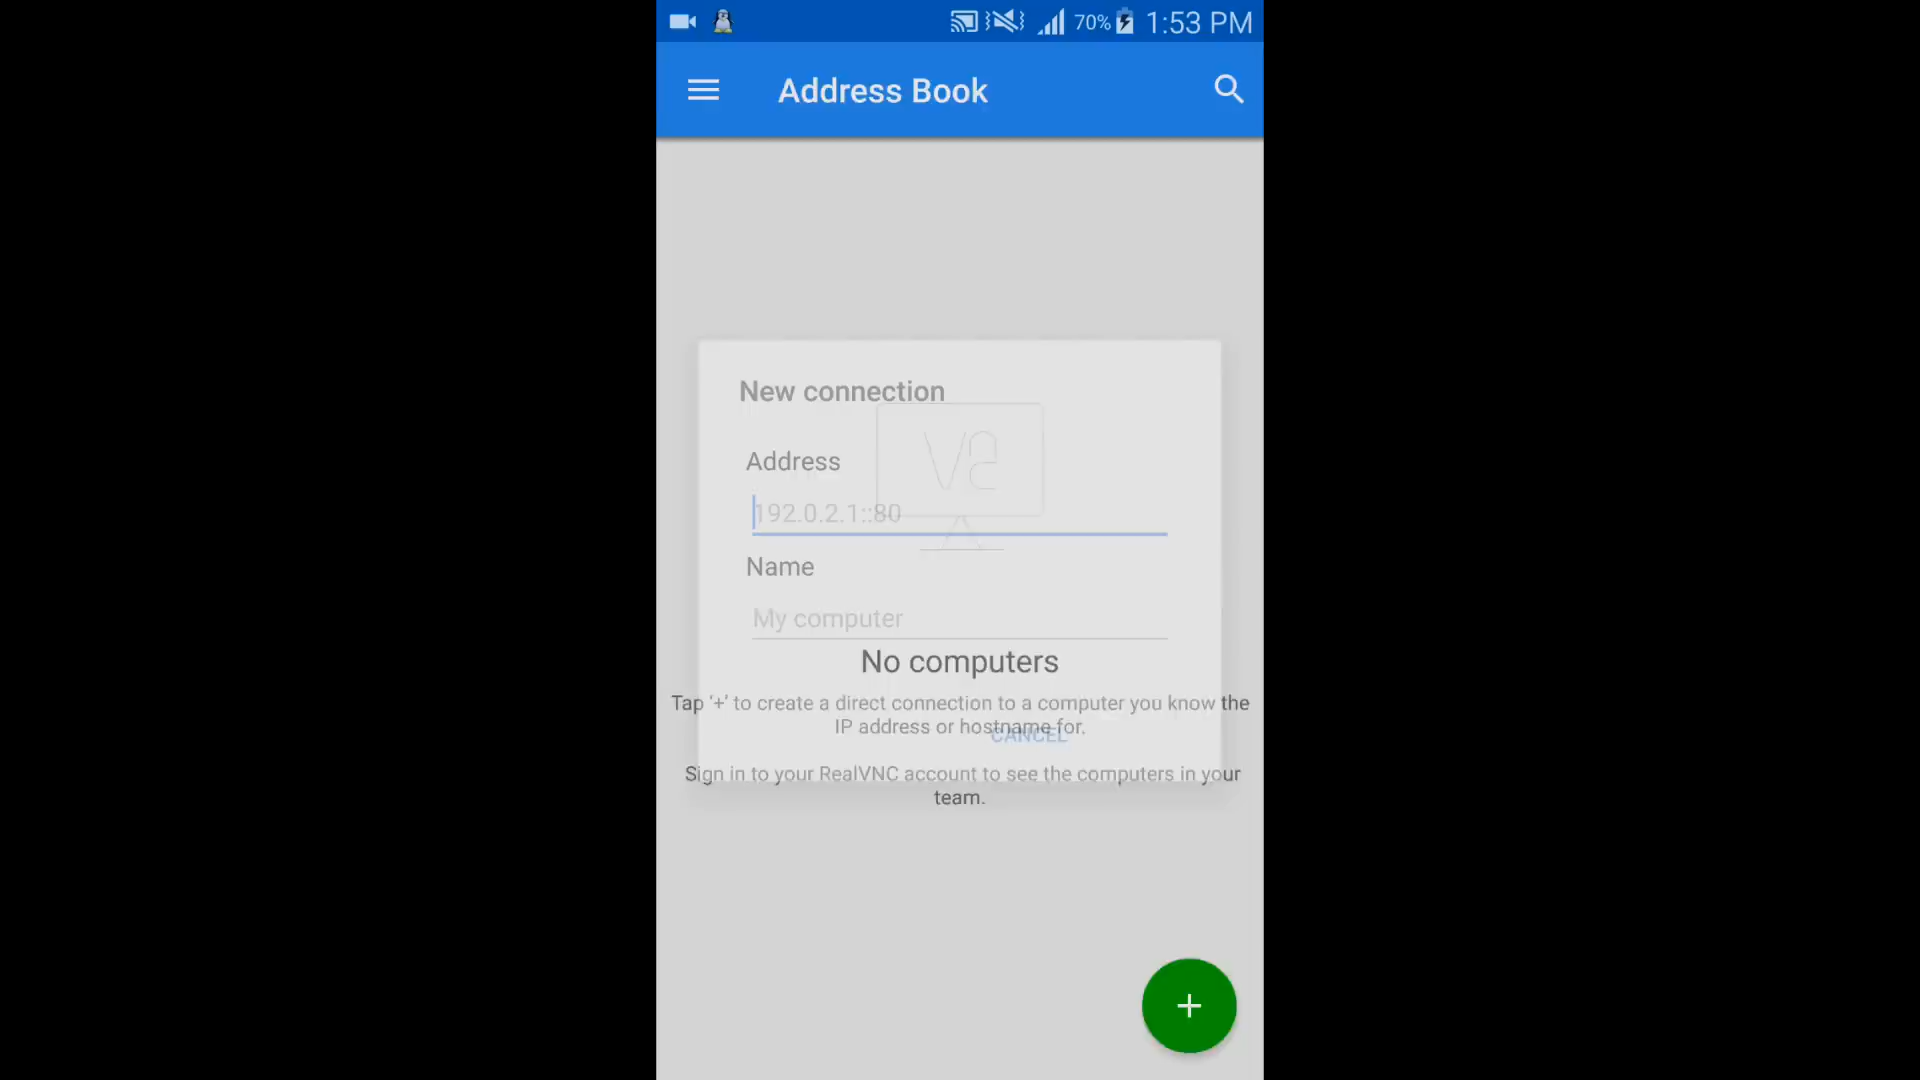 70% 1:53 PM
Address Book
New connection
V2
Address
192.0.2.1::80
Name
My computer
No computers
Tap ‘+’ to create a direct connection to a computer you know the
IP address or hostname for.
CANCEL
Sign in to your RealVNC account to see the computers in your
team.